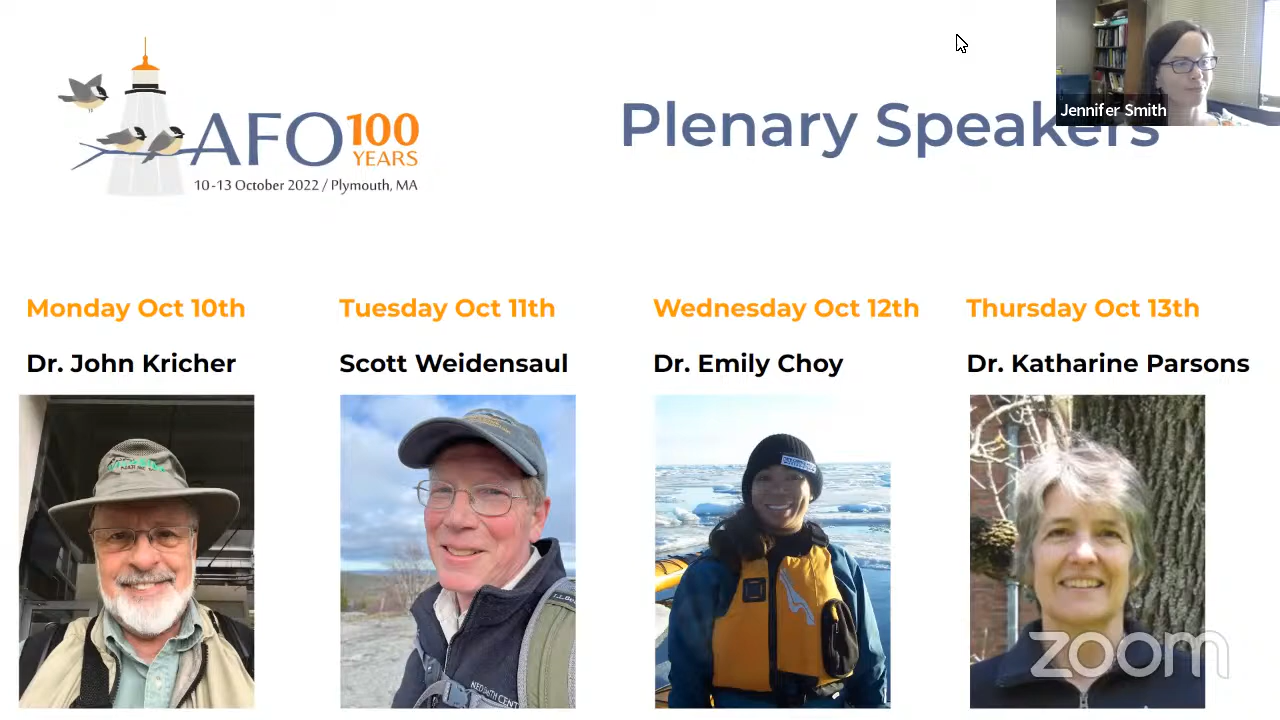 AFO 100
YEARS
10-13 October 2022 / Plymouth, MA
Plenary Speakers
Jennifer Smith
Monday Oct 10th
Tuesday Oct 11th
Wednesday Oct 12th
Thursday Oct 13th
Dr. John Kricher
Scott Weidensaul
Dr. Emily Choy
Dr. Katharine Parsons
zoom